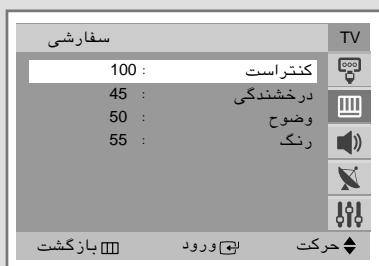 TV سفارشی
کنتراست : 100
درخشندگی : 45
وضوح : 50
رنگ : 55
حرکت ورود بازگشت